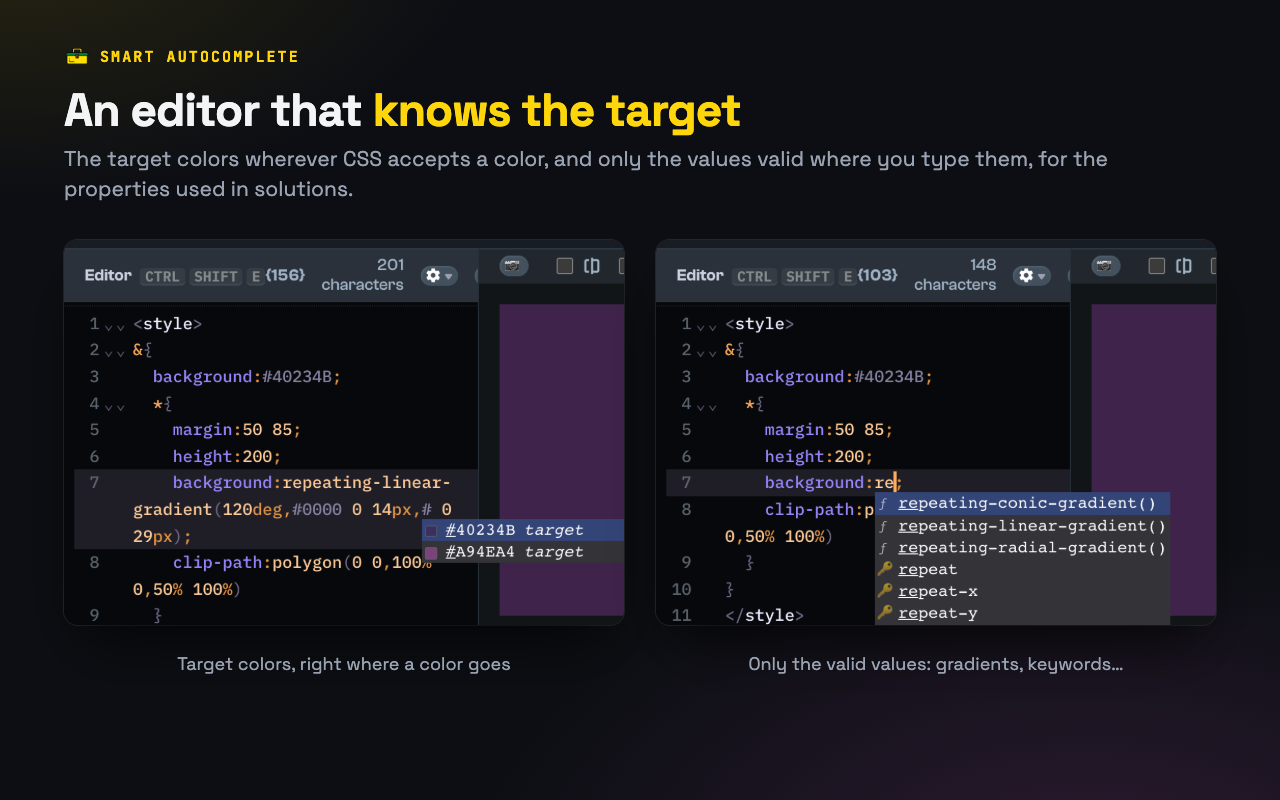 SMART AUTOCOMPLETE
An editor that knows the target
The target colors wherever CSS accepts a color, and only the values valid where you type them, for the
properties used in solutions.
Editor CTRL SHIFT E {156} 201 characters
1 <style>
2 &{
3 background:#40234B;
4 *{
5 margin:50 85;
6 height:200;
7 background:repeating-linear-
gradient(120deg,#0000 0 14px,# 0
29px);
#40234B target
#A94EA4 target
8 clip-path:polygon(0 0,100%
0,50% 100%)
9 }
Target colors, right where a color goes
Editor CTRL SHIFT E {103} 148 characters
1 <style>
2 &{
3 background:#40234B;
4 *{
5 margin:50 85;
6 height:200;
7 background:re;
8 clip-path:p
0,50% 100%)
9 }
10 }
11 </style>
f repeating-conic-gradient()
f repeating-linear-gradient()
f repeating-radial-gradient()
repeat
repeat-x
repeat-y
Only the valid values: gradients, keywords…